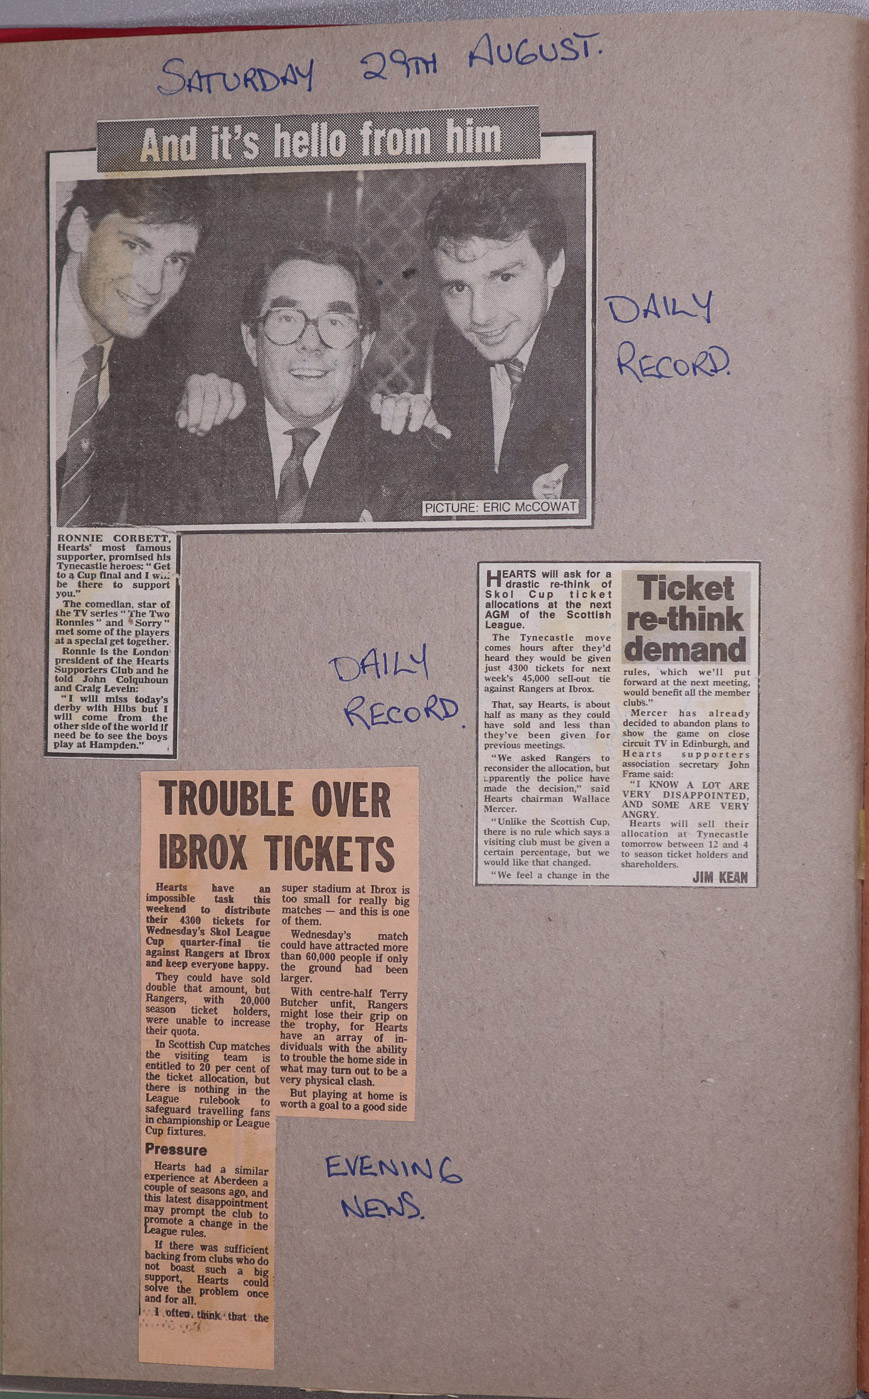 SATURDAY 29TH AUGUST.
And it's hello from him
PICTURE: ERIC McCOWAT
DAILY
RECORD.
RONNIE CORBETT,
Hearts' most famous
supporter, promised his
Tynecastle heroes: "Get
to a Cup final and I will
be there to support
you."
The comedian, star of
the TV series "The Two
Ronnies" and "Sorry"
met some of the players
at a special get together.
Ronnie is the London
president of the Hearts
Supporters Club and he
told John Colquhoun
and Craig Levein:
"I will miss today's
derby with Hibs but I
will come from the
other side of the world if
need be to see the boys
play at Hampden."
DAILY
RECORD.
Ticket
re-think
demand
HEARTS will ask for a
drastic re-think of
Skol Cup ticket
allocations at the next
AGM of the Scottish
League.
The Tynecastle move
comes hours after they'd
heard they would be given
just 4300 tickets for next
week's 45,000 sell-out tie
against Rangers at Ibrox.
That, say Hearts, is about
half as many as they could
have sold and less than
they've been given for
previous meetings.
"We asked Rangers to
reconsider the allocation, but
apparently the police have
made the decision," said
Hearts chairman Wallace
Mercer.
"Unlike the Scottish Cup,
there is no rule which says a
visiting club must be given a
certain percentage, but we
would like that changed.
"We feel a change in the
rules, which we'll put
forward at the next meeting,
would benefit all the member
clubs."
Mercer has already
decided to abandon plans to
show the game on close
circuit TV in Edinburgh, and
Hearts supporters
association secretary John
Frame said:
"I KNOW A LOT ARE
VERY DISAPPOINTED,
AND SOME ARE VERY
ANGRY.
Hearts will sell their
allocation at Tynecastle
tomorrow between 12 and 4
to season ticket holders and
shareholders.
JIM KEAN
TROUBLE OVER
IBROX TICKETS
Hearts have an
impossible task this
weekend to distribute
their 4300 tickets for
Wednesday's Skol League
Cup quarter-final tie
against Rangers at Ibrox
and keep everyone happy.
They could have sold
double that amount, but
Rangers, with 20,000
season ticket holders,
were unable to increase
their quota.
In Scottish Cup matches
the visiting team is
entitled to 20 per cent of
the ticket allocation, but
there is nothing in the
League rulebook to
safeguard travelling fans
in championship or League
Cup fixtures.
Pressure
Hearts had a similar
experience at Aberdeen a
couple of seasons ago, and
this latest disappointment
may prompt the club to
promote a change in the
League rules.
If there was sufficient
backing from clubs who do
not boast such a big
support, Hearts could
solve the problem once
and for all.
I often think that the
super stadium at Ibrox is
too small for really big
matches — and this is one
of them.
Wednesday's match
could have attracted more
than 60,000 people if only
the ground had been
larger.
With centre-half Terry
Butcher unfit, Rangers
might lose their grip on
the trophy, for Hearts
have an array of in-
dividuals with the ability
to trouble the home side in
what may turn out to be a
very physical clash.
But playing at home is
worth a goal to a good side
EVENING
NEWS.